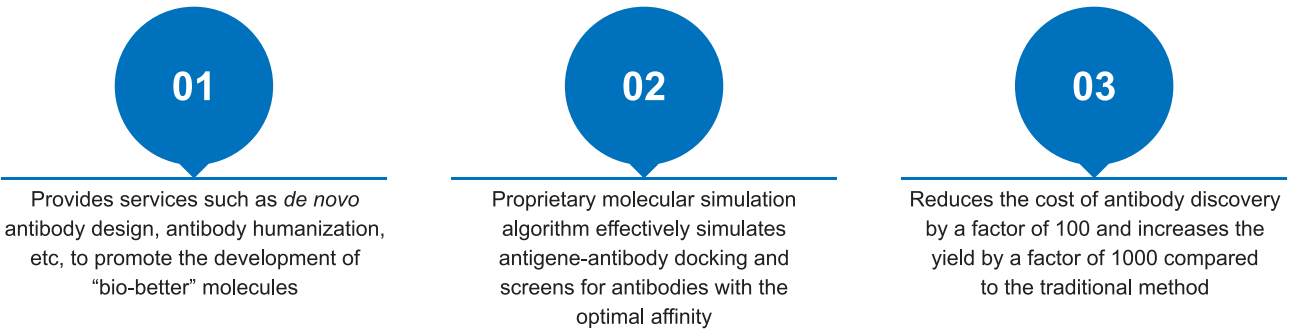 01
Provides services such as de novo
antibody design, antibody humanization,
etc, to promote the development of
“bio-better” molecules
02
Proprietary molecular simulation
algorithm effectively simulates
antigene-antibody docking and
screens for antibodies with the
optimal affinity
03
Reduces the cost of antibody discovery
by a factor of 100 and increases the
yield by a factor of 1000 compared
to the traditional method